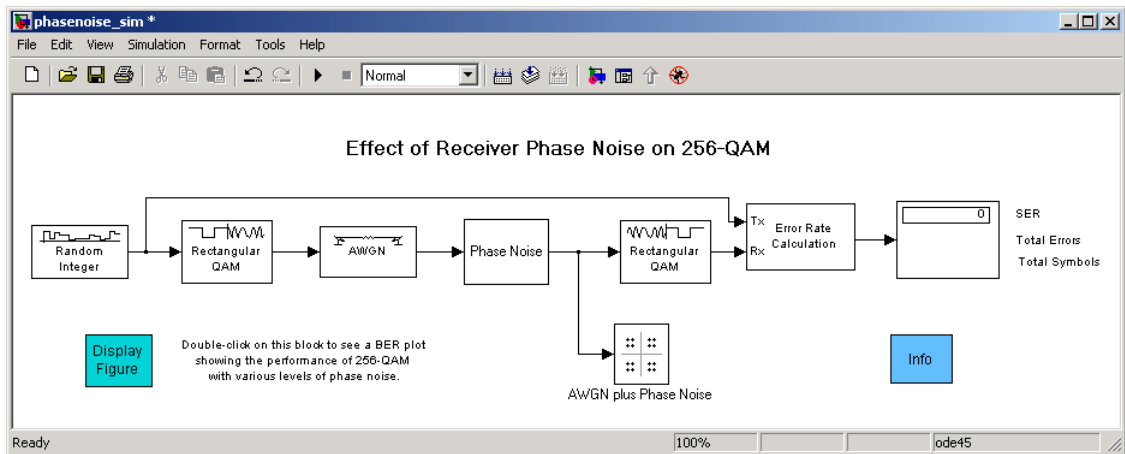 phasenoise_sim *
File Edit View Simulation Format Tools Help
Normal
Effect of Receiver Phase Noise on 256-QAM
Random
Integer
Rectangular
QAM
AWGN
Phase Noise
Rectangular
QAM
Tx
Rx
Error Rate
Calculation
0
SER
Total Errors
Total Symbols
Display
Figure
Double-click on this block to see a BER plot
showing the performance of 256-QAM
with various levels of phase noise.
AWGN plus Phase Noise
Info
Ready
100%
ode45